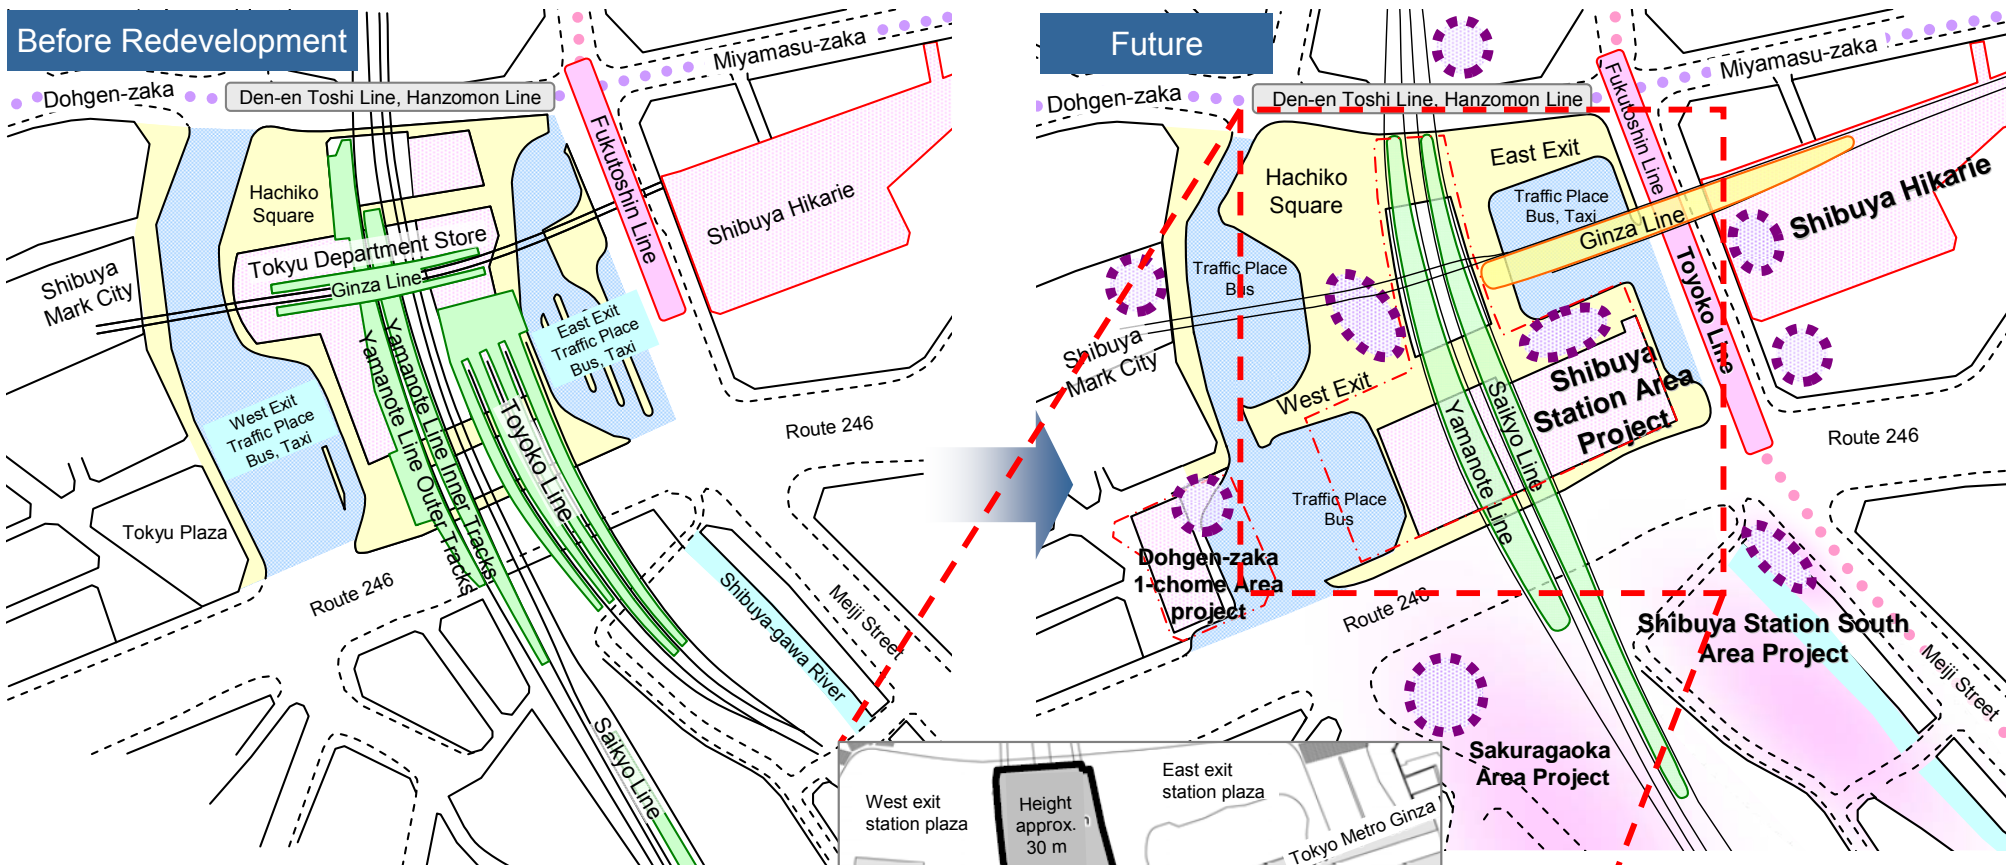 Before Redevelopment
Dohgen-zaka
Den-en Toshi Line, Hanzomon Line
Miyamasu-zaka
Fukutoshin Line
Hachiko
Square
Shibuya Hikarie
Tokyu Department Store
Ginza Line
Shibuya
Mark City
Yamanote Line Outer Tracks
Yamanote Line Inner Tracks
East Exit
Traffic Place
Bus, Taxi
West Exit
Traffic Place
Bus, Taxi
Toyoko Line
Route 246
Tokyu Plaza
Route 246
Shibuya-gawa River
Meiji Street
Saikyo Line
Future
Dohgen-zaka
Den-en Toshi Line, Hanzomon Line
Miyamasu-zaka
Fukutoshin Line
East Exit
Hachiko
Square
Traffic Place
Bus, Taxi
Ginza Line
Shibuya Hikarie
Traffic Place
Bus
Toyoko Line
Shibuya
Mark City
West Exit
Shibuya
Station Area
Project
Saikyo Line
Yamanote Line
Route 246
Traffic Place
Bus
Dohgen-zaka
1-chome Area
project
Route 246
Shibuya Station South
Area Project
Meiji Street
Sakuragaoka
Area Project
West exit
station plaza
Height
approx.
30 m
East exit
station plaza
Tokyo Metro Ginza